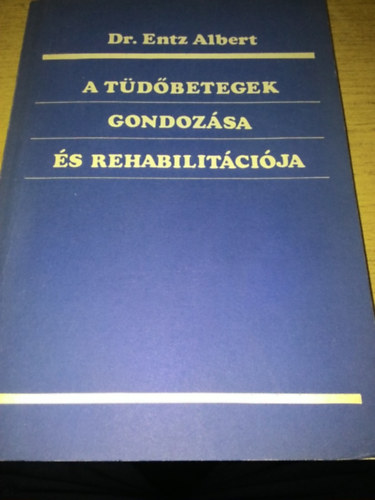 Dr. Entz Albert
A TÜDŐBETEGEK
GONDOZÁSA
ÉS REHABILITÁCIÓJA